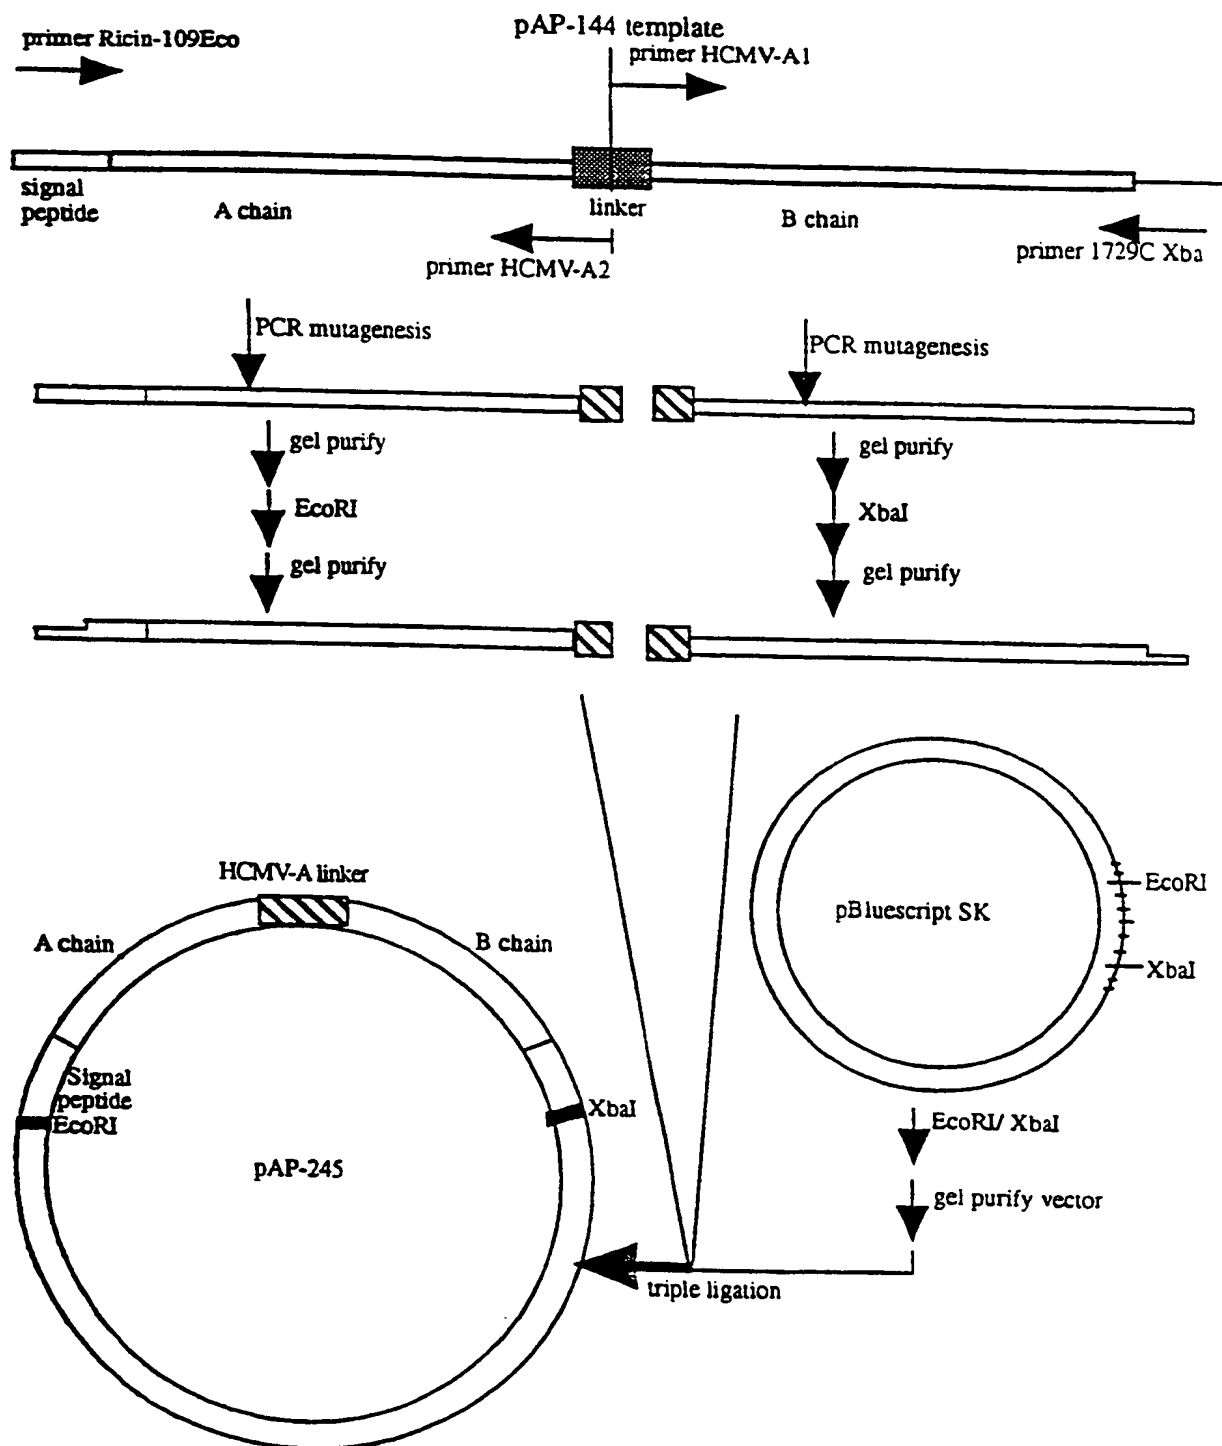 pAP-144 template
primer Ricin-109Eco
primer HCMV-A1
signal
peptide
A chain
linker
B chain
primer HCMV-A2
primer 1729C Xba
PCR mutagenesis
PCR mutagenesis
gel purify
EcoRI
gel purify
gel purify
XbaI
gel purify
HCMV-A linker
A chain
B chain
Signal
peptide
EcoRI
XbaI
pAP-245
pBluescript SK
EcoRI
XbaI
EcoRI/ XbaI
gel purify vector
triple ligation